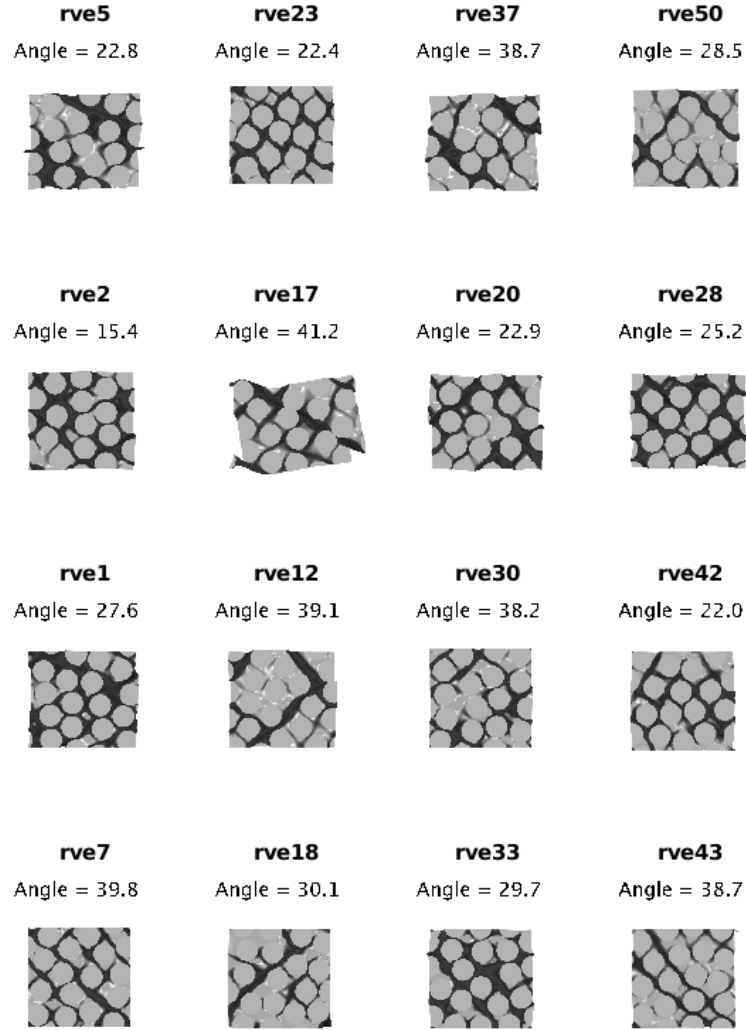 rve5 rve23 rve37 rve50
Angle = 22.8 Angle = 22.4 Angle = 38.7 Angle = 28.5
rve2 rve17 rve20 rve28
Angle = 15.4 Angle = 41.2 Angle = 22.9 Angle = 25.2
rve1 rve12 rve30 rve42
Angle = 27.6 Angle = 39.1 Angle = 38.2 Angle = 22.0
rve7 rve18 rve33 rve43
Angle = 39.8 Angle = 30.1 Angle = 29.7 Angle = 38.7